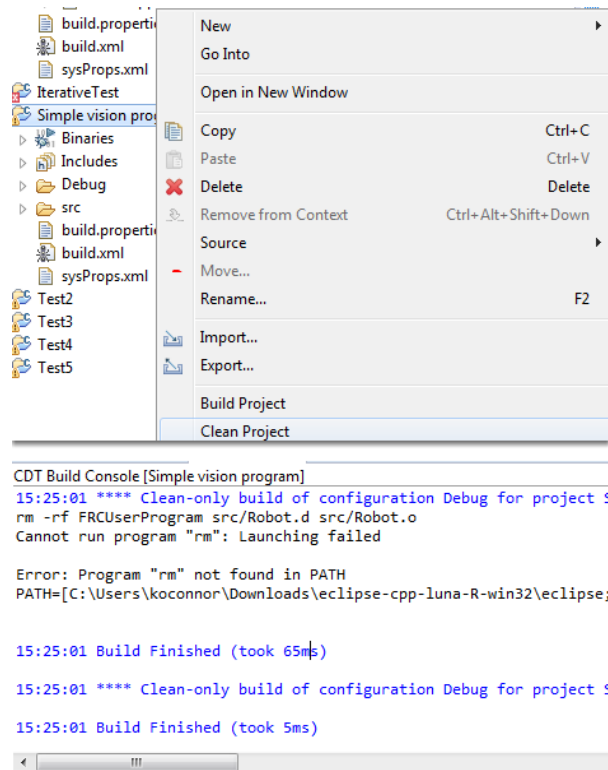 build.properti
build.xml
sysProps.xml
IterativeTest
Simple vision pro
Binaries
Includes
Debug
src
build.properti
build.xml
sysProps.xml
Test2
Test3
Test4
Test5
New
Go Into
Open in New Window
Copy Ctrl+C
Paste Ctrl+V
Delete Delete
Remove from Context Ctrl+Alt+Shift+Down
Source
Move...
Rename... F2
Import...
Export...
Build Project
Clean Project
CDT Build Console [Simple vision program]
15:25:01 **** Clean-only build of configuration Debug for project S
rm -rf FRCUserProgram src/Robot.d src/Robot.o
Cannot run program "rm": Launching failed
Error: Program "rm" not found in PATH
PATH=[C:\Users\koconnor\Downloads\eclipse-cpp-luna-R-win32\eclipse;
15:25:01 Build Finished (took 65ms)
15:25:01 **** Clean-only build of configuration Debug for project S
15:25:01 Build Finished (took 5ms)